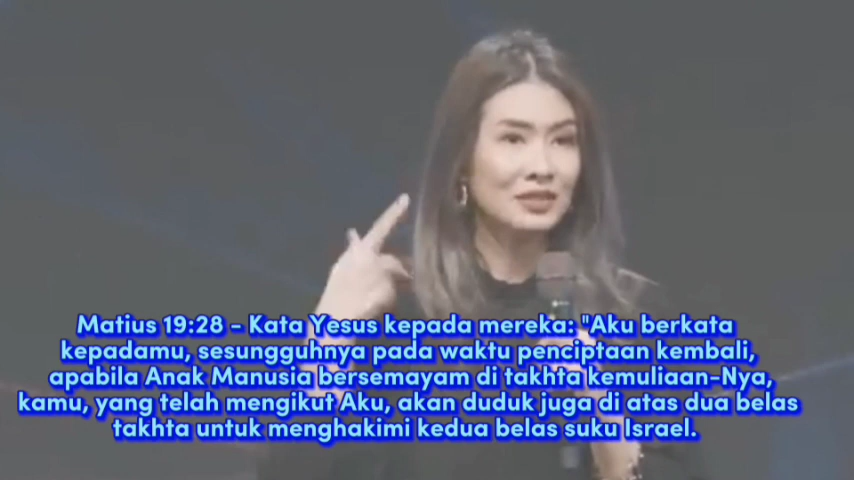 Matius 19:28 - Kata Yesus kepada mereka: "Aku berkata
kepadamu, sesungguhnya pada waktu penciptaan kembali,
apabila Anak Manusia bersemayam di takhta kemuliaan-Nya,
kamu, yang telah mengikut Aku, akan duduk juga di atas dua belas
takhta untuk menghakimi kedua belas suku Israel.